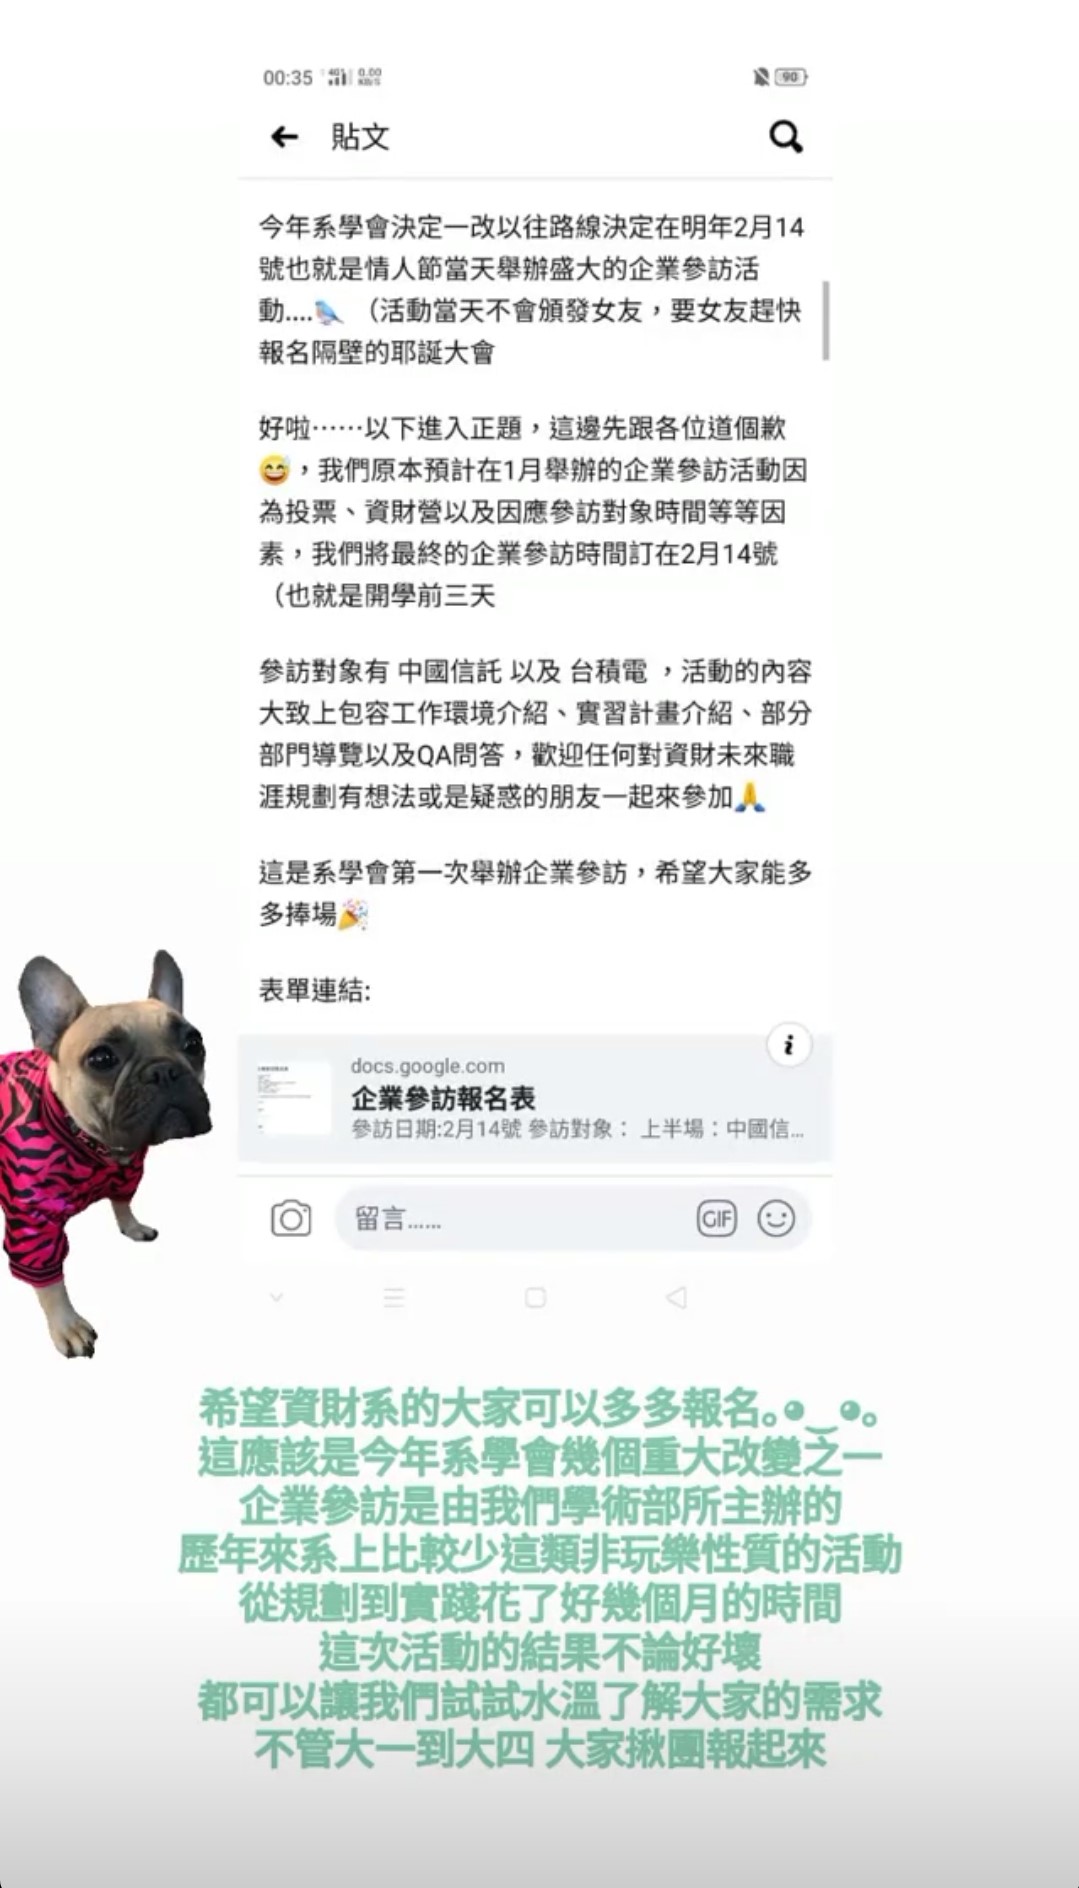 00:35 4G 0.00 KB/S 90
貼文
今年系學會決定一改以往路線決定在明年2月14
號也就是情人節當天舉辦盛大的企業參訪活
動....🐦 （活動當天不會頒發女友，要女友趕快
報名隔壁的耶誕大會
好啦⋯⋯以下進入正題，這邊先跟各位道個歉
😅，我們原本預計在1月舉辦的企業參訪活動因
為投票、資財營以及因應參訪對象時間等等因
素，我們將最終的企業參訪時間訂在2月14號
（也就是開學前三天
參訪對象有 中國信託 以及 台積電 ，活動的內容
大致上包容工作環境介紹、實習計畫介紹、部分
部門導覽以及QA問答，歡迎任何對資財未來職
涯規劃有想法或是疑惑的朋友一起來參加🙏
這是系學會第一次舉辦企業參訪，希望大家能多
多捧場🎉
表單連結:
docs.google.com
企業參訪報名表
參訪日期:2月14號 參訪對象： 上半場：中國信...
留言......
GIF
希望資財系的大家可以多多報名｡◕‿◕｡
這應該是今年系學會幾個重大改變之一
企業參訪是由我們學術部所主辦的
歷年來系上比較少這類非玩樂性質的活動
從規劃到實踐花了好幾個月的時間
這次活動的結果不論好壞
都可以讓我們試試水溫了解大家的需求
不管大一到大四 大家揪團報起來